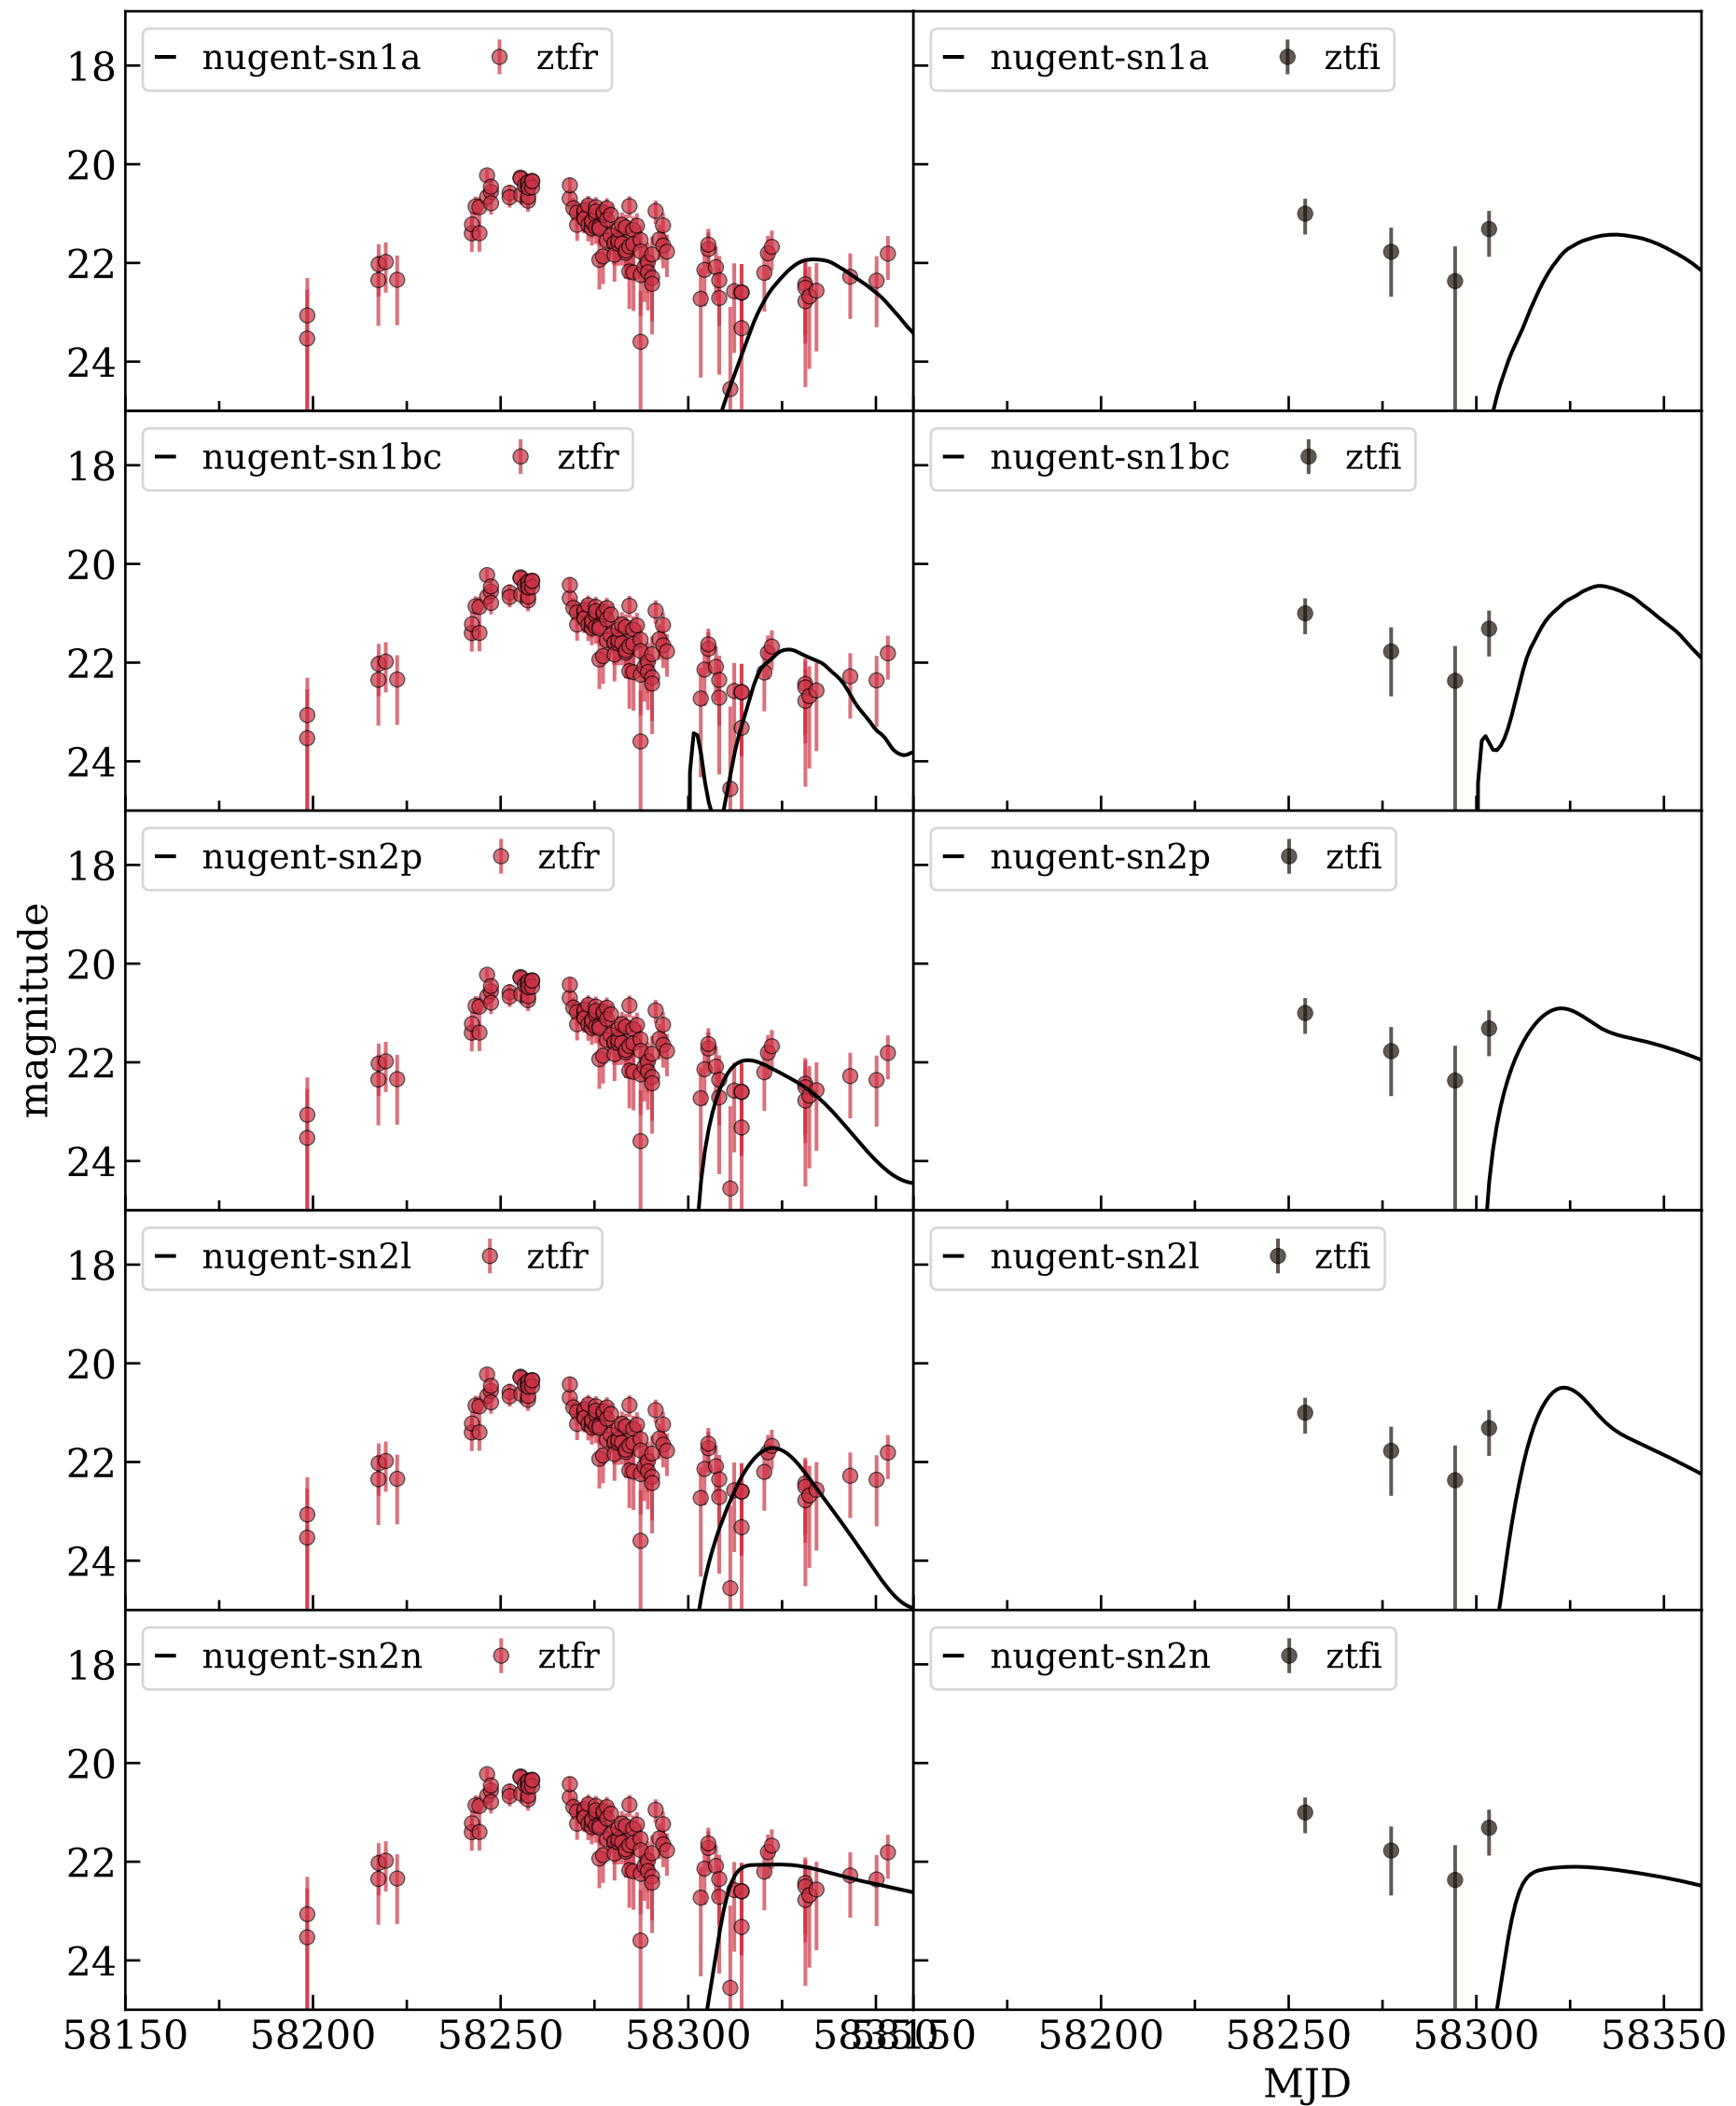 nugent-sn1a ztfr
nugent-sn1a ztfi
18
20
22
24
nugent-sn1bc ztfr
nugent-sn1bc ztfi
18
20
22
24
nugent-sn2p ztfr
nugent-sn2p ztfi
18
20
22
24
magnitude
nugent-sn2l ztfr
nugent-sn2l ztfi
18
20
22
24
nugent-sn2n ztfr
nugent-sn2n ztfi
18
20
22
24
58150 58200 58250 58300 58350 58150 58200 58250 58300 58350
MJD